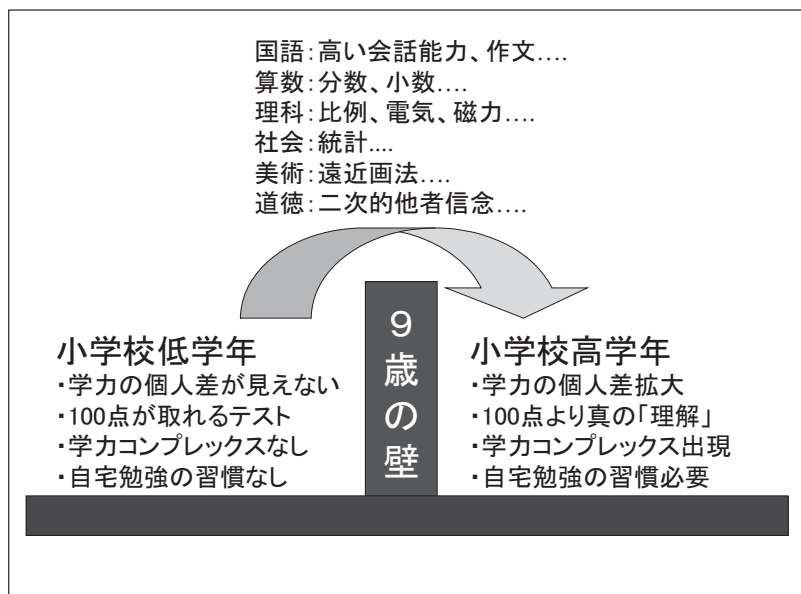 国語：高い会話能力、作文….
算数：分数、小数….
理科：比例、電気、磁力….
社会：統計....
美術：遠近画法….
道徳：二次的他者信念….
９歳の壁
小学校低学年
・学力の個人差が見えない
・100点が取れるテスト
・学力コンプレックスなし
・自宅勉強の習慣なし
小学校高学年
・学力の個人差拡大
・100点より真の「理解」
・学力コンプレックス出現
・自宅勉強の習慣必要